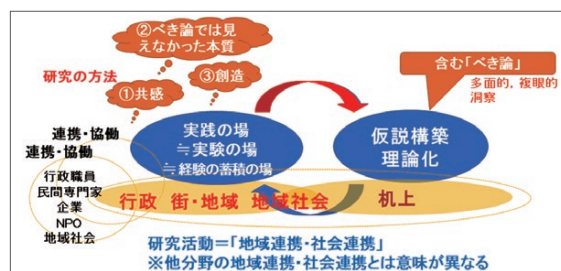 ②べき論では見
えなかった本質
研究の方法
③創造
①共感
含む「べき論」
多面的，複眼的
洞察
連携・協働
連携・協働
実践の場
≒実験の場
≒経験の蓄積の場
仮説構築
理論化
行政職員
民間専門家
企業
NPO
地域社会
行政 街・地域 地域社会
机上
研究活動＝「地域連携・社会連携」
※他分野の地域連携・社会連携とは意味が異なる